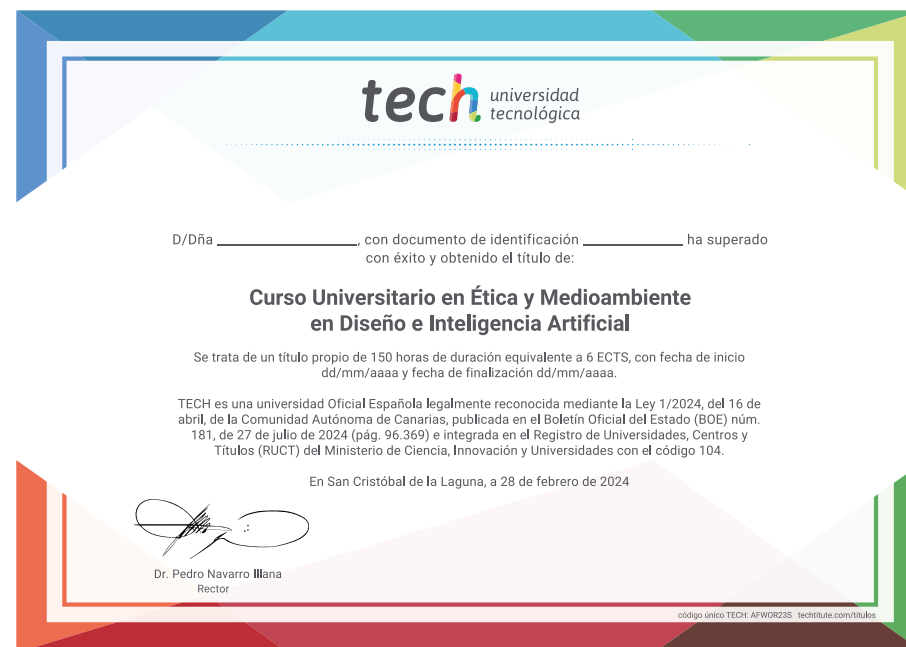 tech universidad
tecnológica
D/Dña ____________________, con documento de identificación ______________ ha superado
con éxito y obtenido el título de:
Curso Universitario en Ética y Medioambiente
en Diseño e Inteligencia Artificial
Se trata de un título propio de 150 horas de duración equivalente a 6 ECTS, con fecha de inicio
dd/mm/aaaa y fecha de finalización dd/mm/aaaa.
TECH es una universidad Oficial Española legalmente reconocida mediante la Ley 1/2024, del 16 de
abril, de la Comunidad Autónoma de Canarias, publicada en el Boletín Oficial del Estado (BOE) núm.
181, de 27 de julio de 2024 (pág. 96.369) e integrada en el Registro de Universidades, Centros y
Títulos (RUCT) del Ministerio de Ciencia, Innovación y Universidades con el código 104.
En San Cristóbal de la Laguna, a 28 de febrero de 2024
Dr. Pedro Navarro Illana
Rector
código único TECH: AFWOR23S techtitute.com/titulos